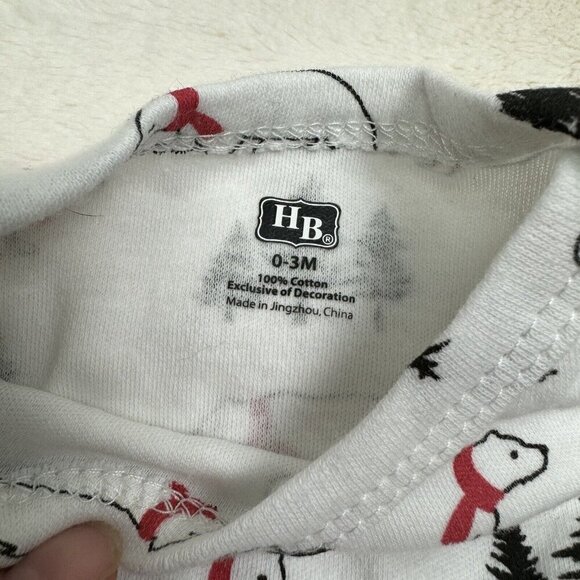 HB®
0-3M
100% Cotton
Exclusive of Decoration
Made in Jingzhou, China